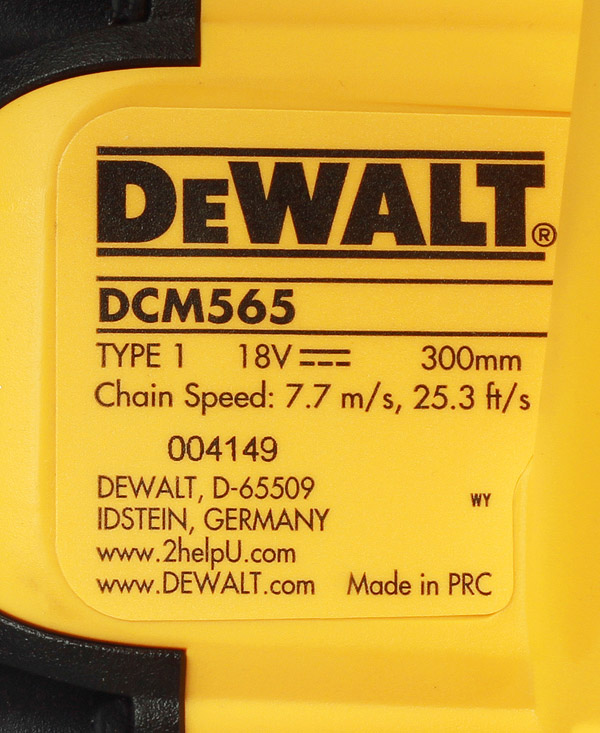 DEWALT®
DCM565
TYPE 1 18V ⎓ 300mm
Chain Speed: 7.7 m/s, 25.3 ft/s
004149
DEWALT, D-65509
WY
IDSTEIN, GERMANY
www.2helpU.com
www.DEWALT.com Made in PRC